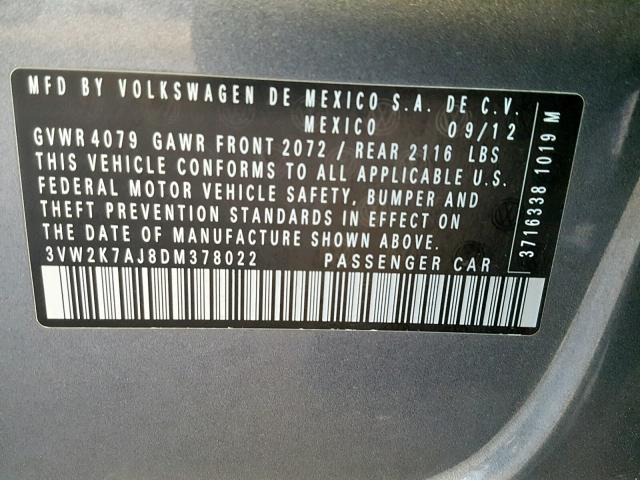 MFD BY VOLKSWAGEN DE MEXICO S.A. DE C.V.
MEXICO 09/12
GVWR 4079 GAWR FRONT 2072 / REAR 2116 LBS
THIS VEHICLE CONFORMS TO ALL APPLICABLE U.S.
FEDERAL MOTOR VEHICLE SAFETY, BUMPER AND
THEFT PREVENTION STANDARDS IN EFFECT ON
THE DATE OF MANUFACTURE SHOWN ABOVE.
3VW2K7AJ8DM378022 PASSENGER CAR
3716338 1019 M